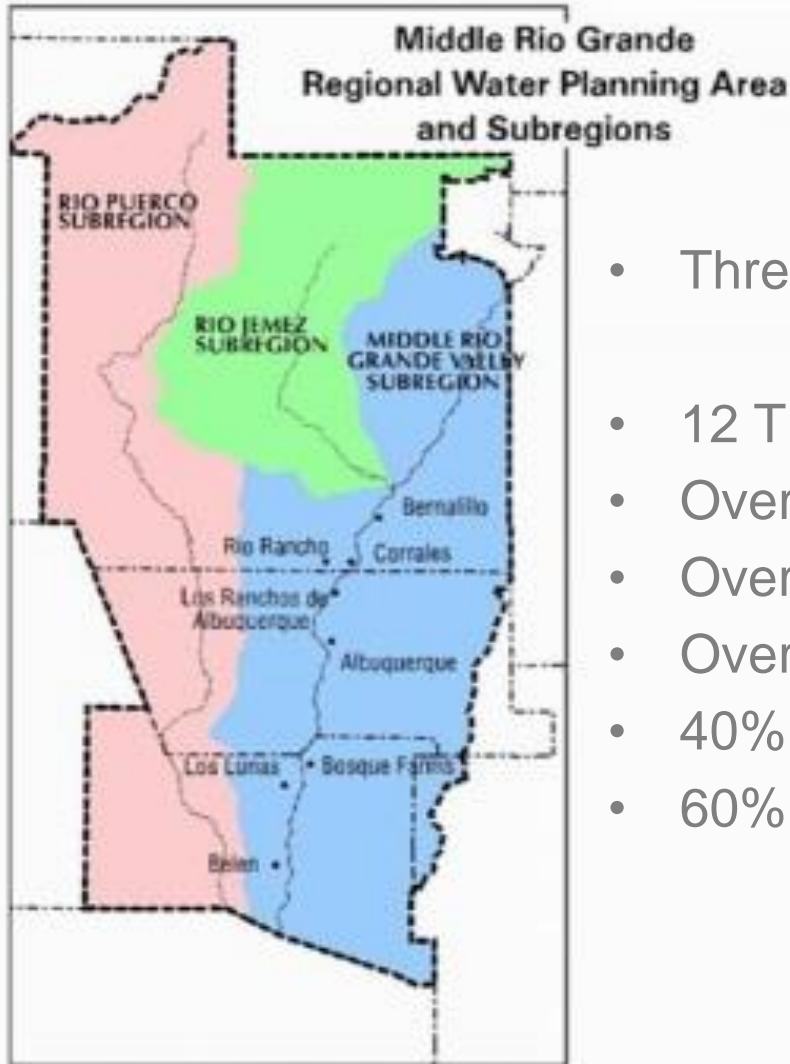 Middle Rio Grande
Regional Water Planning Area
and Subregions
RIO PUERCO
SUBREGION
RIO JEMEZ
SUBREGION
MIDDLE RIO
GRANDE VALLEY
SUBREGION
Bernalillo
Rio Rancho
Corrales
Los Ranchos de
Albuquerque
Albuquerque
Los Lunas
Bosque Farms
Belen
• Thre
• 12 T
• Over
• Over
• Over
• 40%
• 60%